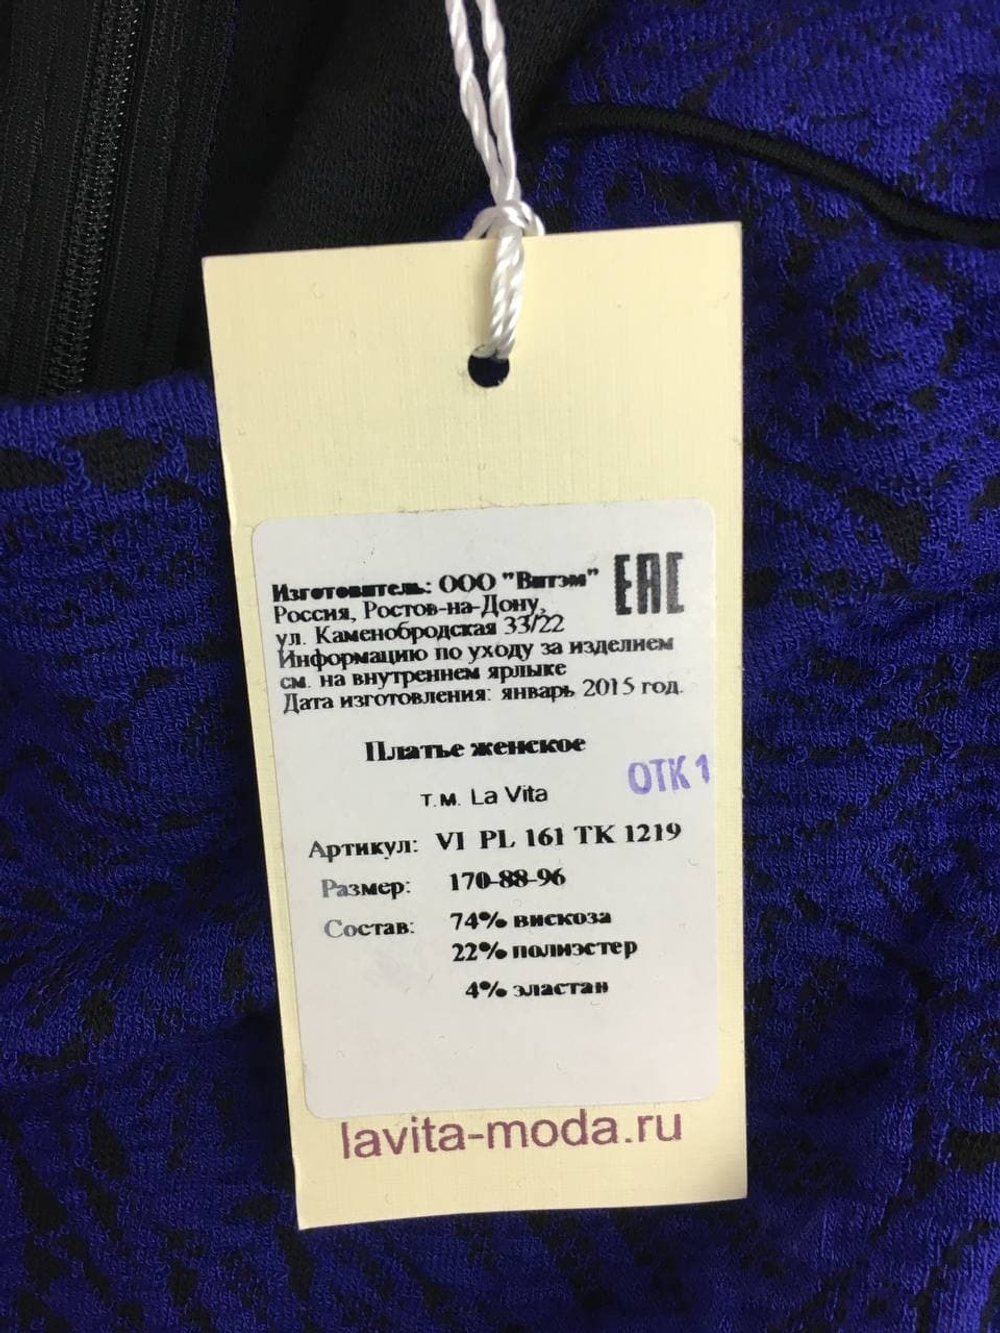 Изготовитель: ООО "Витэм"
EAC
Россия, Ростов-на-Дону,
ул. Каменобродская 33/22
Информацию по уходу за изделием
см. на внутреннем ярлыке
Дата изготовления: январь 2015 год.
Платье женское
ОТК 1
т.м. La Vita
Артикул: VI PL 161 TK 1219
Размер: 170-88-96
Состав: 74% вискоза
22% полиэстер
4% эластан
lavita-moda.ru